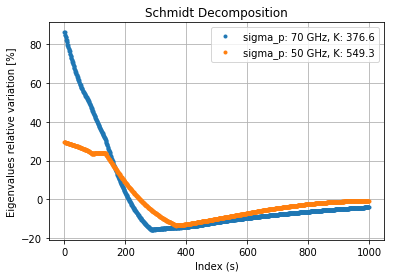 Schmidt Decomposition
Eigenvalues relative variation [%]
80
60
40
20
0
−20
sigma_p: 70 GHz, K: 376.6
sigma_p: 50 GHz, K: 549.3
0 200 400 600 800 1000
Index (s)